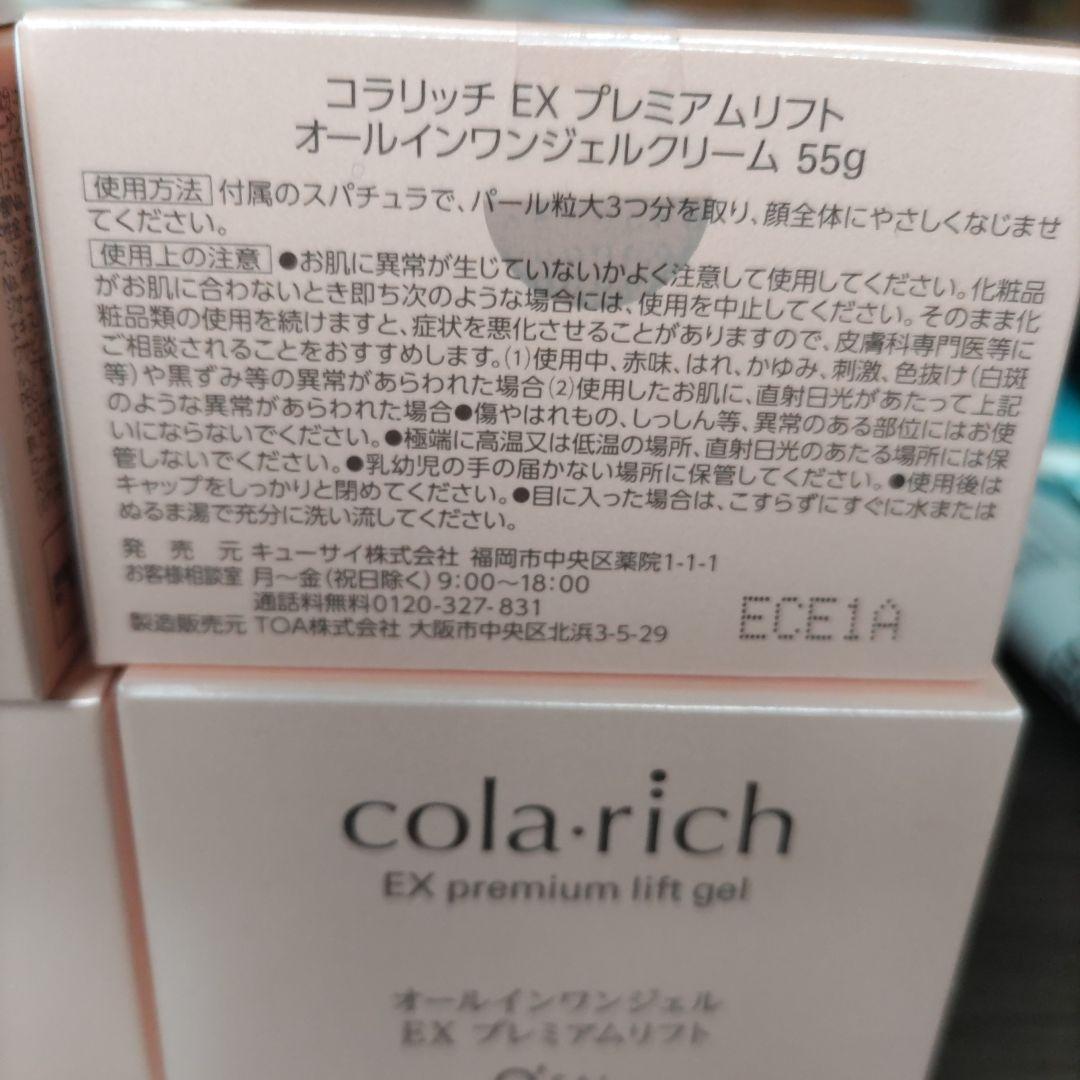 コラリッチ EX プレミアムリフト
オールインワンジェルクリーム 55g
使用方法 付属のスパチュラで、パール粒大3つ分を取り、顔全体にやさしくなじませ
てください。
使用上の注意 ●お肌に異常が生じていないかよく注意して使用してください。化粧品
がお肌に合わないとき即ち次のような場合には、使用を中止してください。そのまま化
粧品類の使用を続けますと、症状を悪化させることがありますので、皮膚科専門医等に
ご相談されることをおすすめします。(1)使用中、赤味、はれ、かゆみ、刺激、色抜け(白斑
等)や黒ずみ等の異常があらわれた場合(2)使用したお肌に、直射日光があたって上記
のような異常があらわれた場合●傷やはれもの、しっしん等、異常のある部位にはお使
いにならないでください。●極端に高温又は低温の場所、直射日光のあたる場所には保
管しないでください。●乳幼児の手の届かない場所に保管してください。●使用後は
キャップをしっかりと閉めてください。●目に入った場合は、こすらずにすぐに水または
ぬるま湯で充分に洗い流してください。
発売元 キューサイ株式会社 福岡市中央区薬院1-1-1
お客様相談室 月～金(祝日除く)9:00～18:00
通話料無料0120-327-831
製造販売元 TOA株式会社 大阪市中央区北浜3-5-29
ECE1A
cola・rich
EX premium lift gel
オールインワンジェル
EX プレミアムリフト